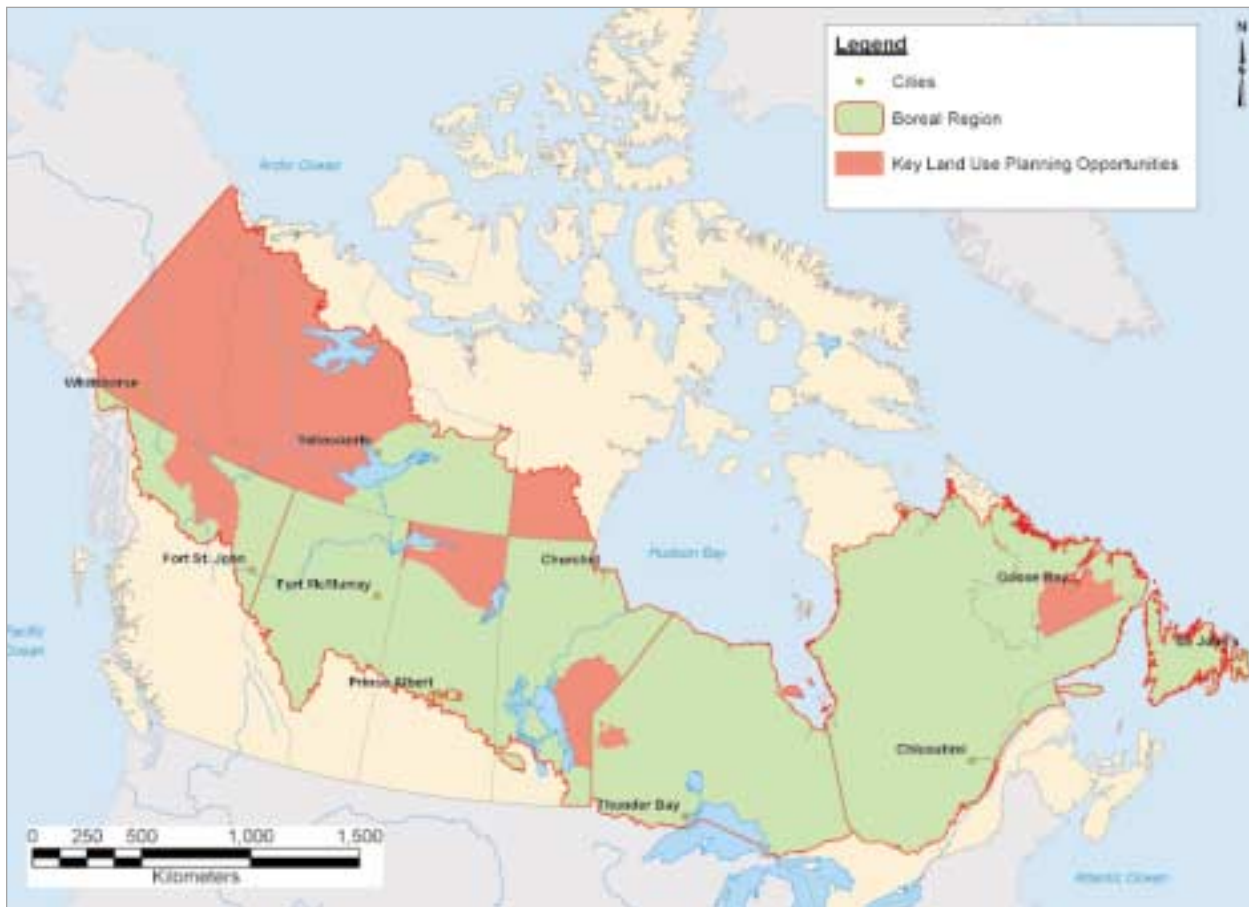 N
Legend
Cities
Boreal Region
Key Land Use Planning Opportunities
Arctic Ocean
Whitehorse
Yellowknife
Hudson Bay
Fort St. John
Fort McMurray
Churchill
Goose Bay
Pacific
Ocean
St. John's
Prince Albert
Chicoutimi
Thunder Bay
0 250 500 1,000 1,500
Kilometers
Atlantic Ocean